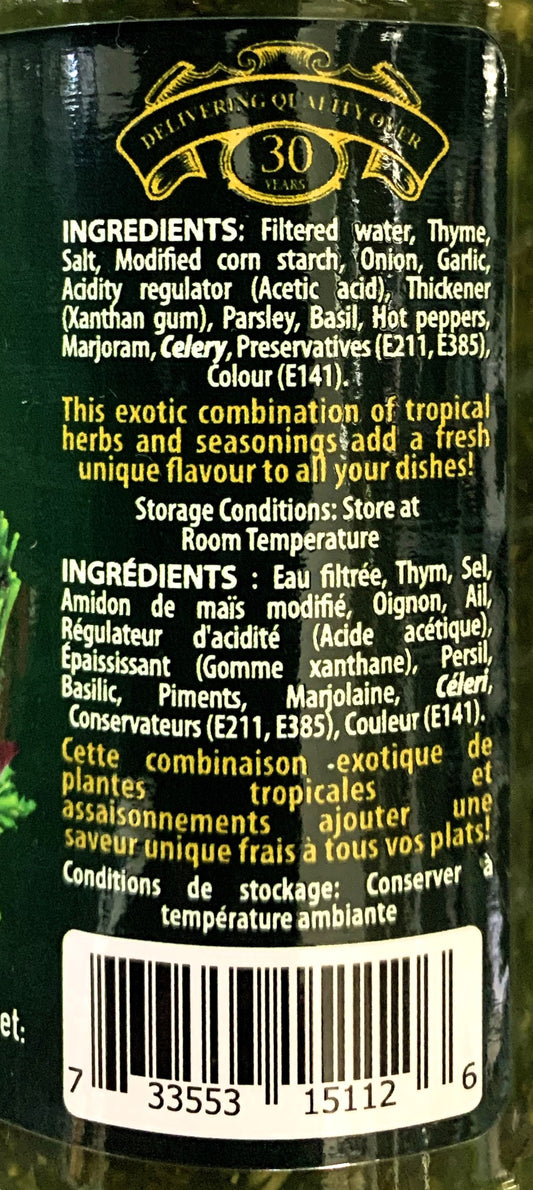 DELIVERING QUALITY OVER
30
YEARS
INGREDIENTS: Filtered water, Thyme,
Salt, Modified corn starch, Onion, Garlic,
Acidity regulator (Acetic acid), Thickener
(Xanthan gum), Parsley, Basil, Hot peppers,
Marjoram, Celery, Preservatives (E211, E385),
Colour (E141).
This exotic combination of tropical
herbs and seasonings add a fresh
unique flavour to all your dishes!
Storage Conditions: Store at
Room Temperature
INGRÉDIENTS : Eau filtrée, Thym, Sel,
Amidon de maïs modifié, Oignon, Ail,
Régulateur d'acidité (Acide acétique),
Épaississant (Gomme xanthane), Persil,
Basilic, Piments, Marjolaine, Céleri,
Conservateurs (E211, E385), Couleur (E141).
Cette combinaison -exotique de
plantes tropicales et
assaisonnements ajouter une
saveur unique frais à tous vos plats!
Conditions de stockage: Conserver à
température ambiante
et:
7 33553 15112 6